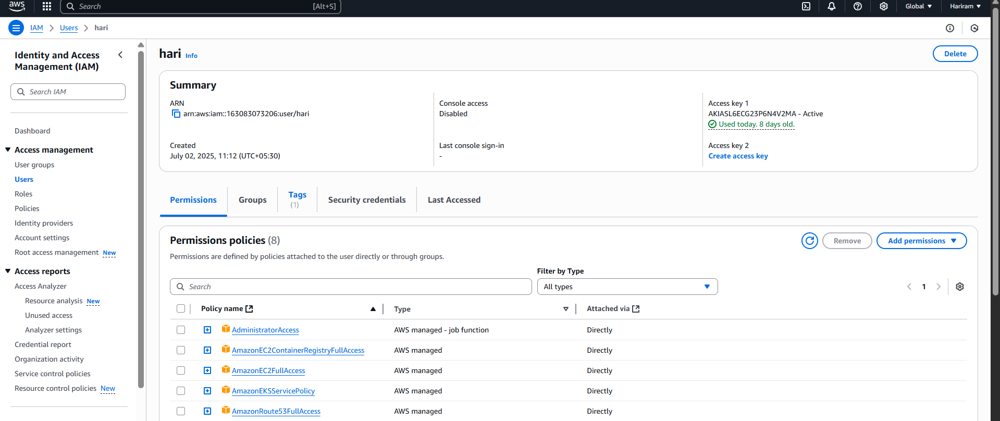 aws
Search [Alt+S] Global Hariram
IAM > Users > hari
Identity and Access
Management (IAM)
Search IAM
Dashboard
Access management
User groups
Users
Roles
Policies
Identity providers
Account settings
Root access management New
Access reports
Access Analyzer
Resource analysis New
Unused access
Analyzer settings
Credential report
Organization activity
Service control policies
Resource control policies New
hari Info
Delete
Summary
ARN
arn:aws:iam::163083073206:user/hari
Created
July 02, 2025, 11:12 (UTC+05:30)
Console access
Disabled
Last console sign-in
-
Access key 1
AKIASL6ECG23P6N4V2MA - Active
Used today. 8 days old.
Access key 2
Create access key
Permissions
Groups
Tags
(1)
Security credentials
Last Accessed
Permissions policies (8)
Permissions are defined by policies attached to the user directly or through groups.
Remove
Add permissions
Filter by Type
Search
All types
1
Policy name Type Attached via
AdministratorAccess AWS managed - job function Directly
AmazonEC2ContainerRegistryFullAccess AWS managed Directly
AmazonEC2FullAccess AWS managed Directly
AmazonEKSServicePolicy AWS managed Directly
AmazonRoute53FullAccess AWS managed Directly